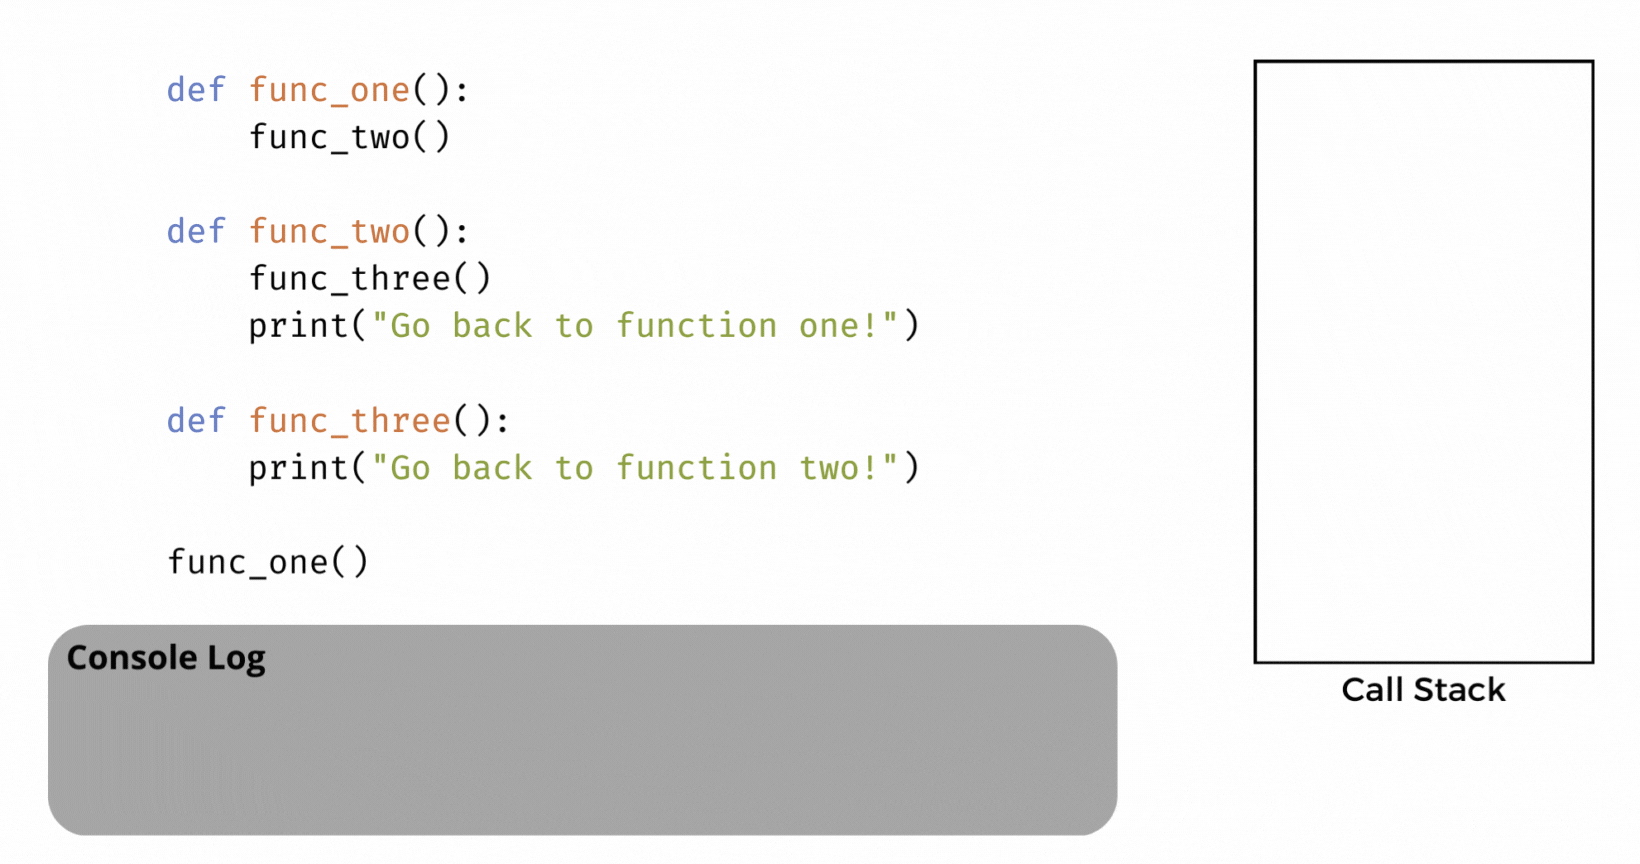 def func_one():
    func_two()
def func_two():
    func_three()
    print("Go back to function one!")
def func_three():
    print("Go back to function two!")
func_one()
Console Log
Call Stack